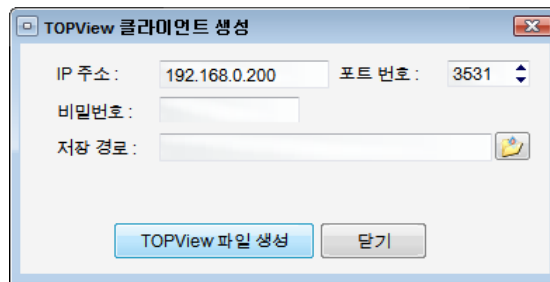 TOPView 클라이언트 생성
IP 주소 : 192.168.0.200 포트 번호 : 3531
비밀번호 :
저장 경로 :
TOPView 파일 생성 닫기